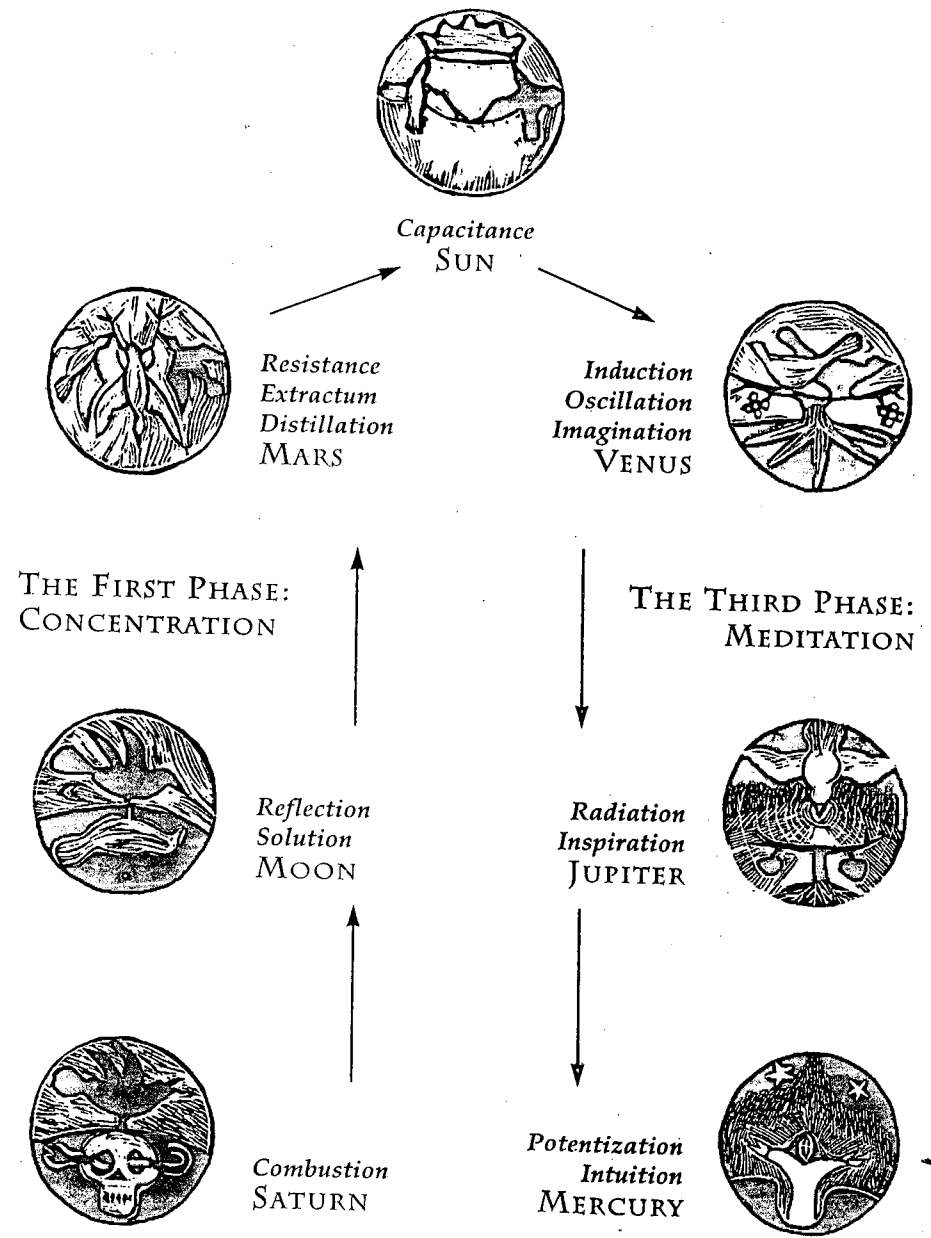 Capacitance
SUN
Resistance
Extractum
Distillation
MARS
Induction
Oscillation
Imagination
VENUS
THE FIRST PHASE:
CONCENTRATION
THE THIRD PHASE:
MEDITATION
Reflection
Solution
MOON
Radiation
Inspiration
JUPITER
Combustion
SATURN
Potentization
Intuition
MERCURY